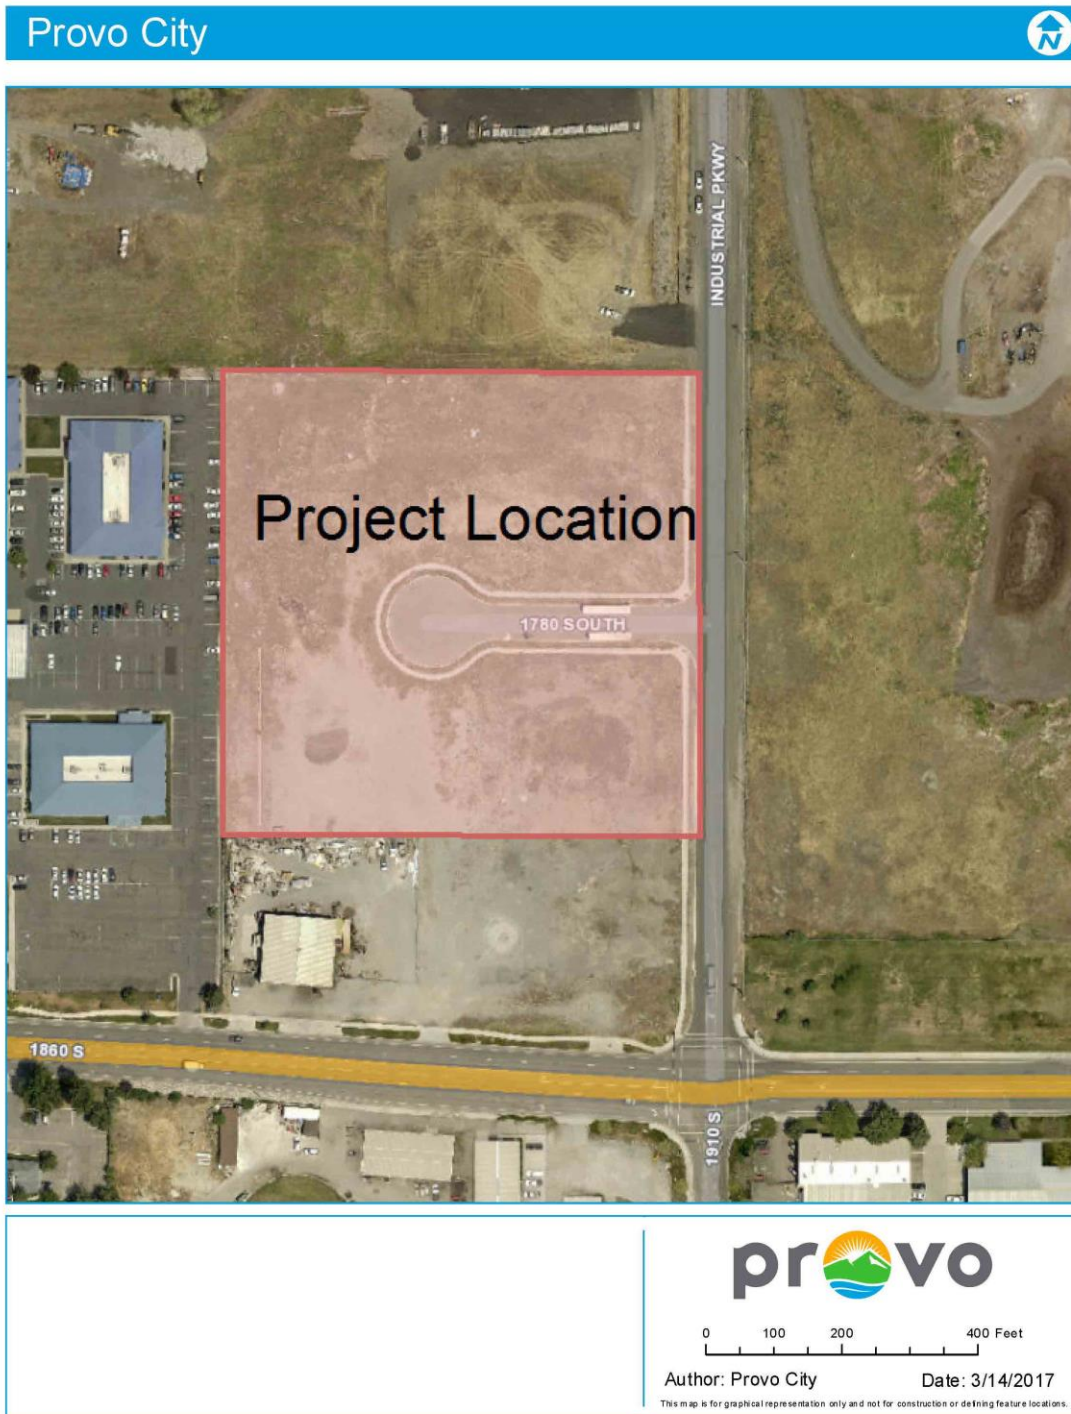 Provo City
N
INDUSTRIAL PKWY
Project Location
1780 SOUTH
1860 S
1910 S
provo
0 100 200 400 Feet
Author: Provo City Date: 3/14/2017
This map is for graphical representation only and not for construction or defining feature locations.